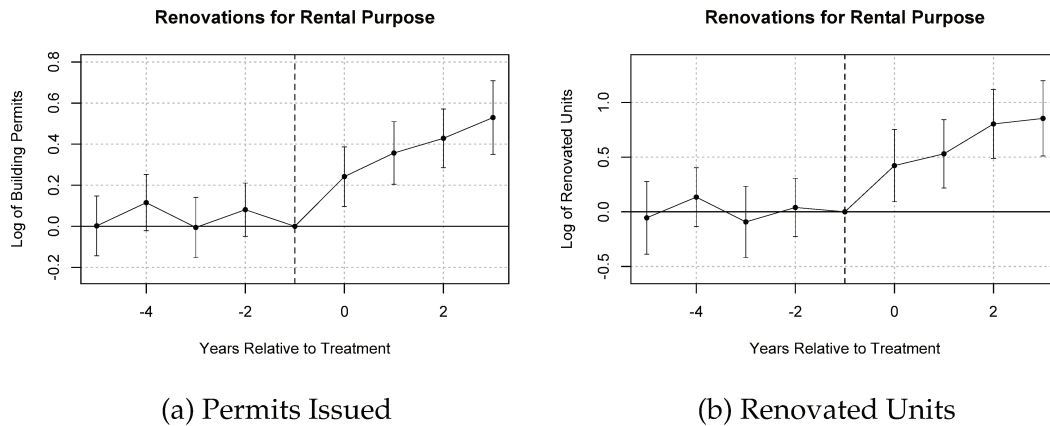 Renovations for Rental Purpose
0.8
0.6
0.4
0.2
0.0
-0.2
Log of Building Permits
-4
-2
0
2
Years Relative to Treatment
(a) Permits Issued
Renovations for Rental Purpose
1.0
0.5
0.0
-0.5
Log of Renovated Units
-4
-2
0
2
Years Relative to Treatment
(b) Renovated Units